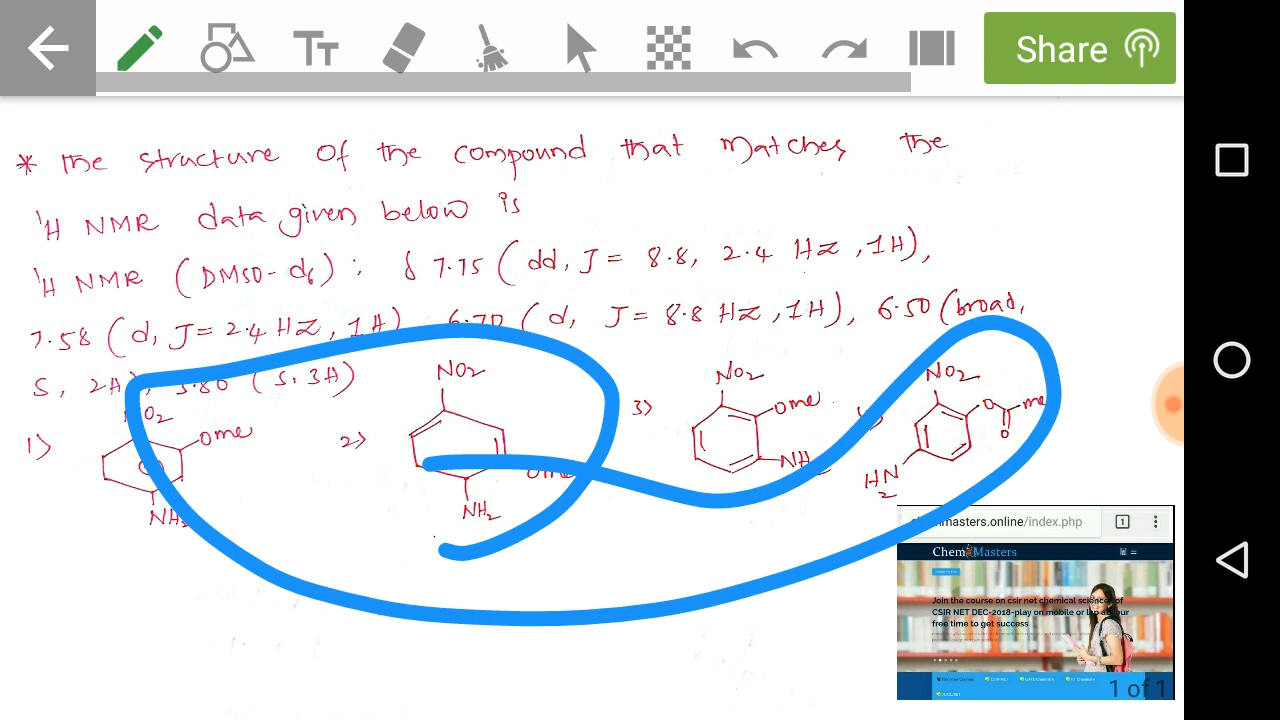 Share
* The structure of the compound that matches the
¹H NMR data given below is
¹H NMR (DMSO-d6): δ 7.75 (dd, J = 8.8, 2.4 Hz, 1H),
7.58 (d, J = 2.4 Hz, 1H), 6.70 (d, J = 8.8 Hz, 1H), 6.50 (broad,
S, 2H), 3.80 (S, 3H)
1) NO2 OMe NH2
2) NO2 OMe NH2
3) NO2 OMe NH2
NO2 O O Me H2N
chemmasters.online/index.php 1
Chem Masters
Join the course on csir net chemical sciences of
CSIR NET DEC-2018-play on mobile or lap at your
free time to get success
1 of 1